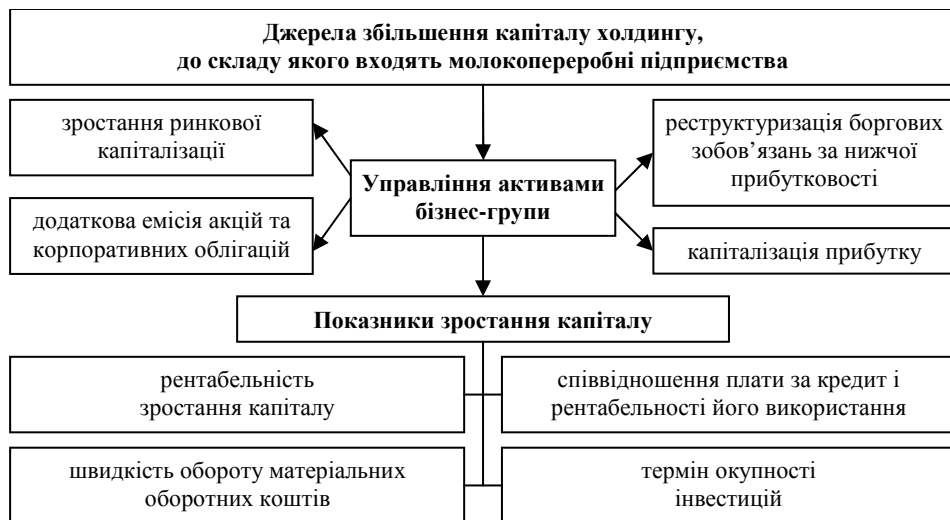 Джерела збільшення капіталу холдингу,
до складу якого входять молокопереробні підприємства
зростання ринкової
капіталізації
реструктуризація боргових
зобов’язань за нижчої
прибутковості
Управління активами
бізнес-групи
додаткова емісія акцій та
корпоративних облігацій
капіталізація прибутку
Показники зростання капіталу
рентабельність
зростання капіталу
співвідношення плати за кредит і
рентабельності його використання
швидкість обороту матеріальних
оборотних коштів
термін окупності
інвестицій